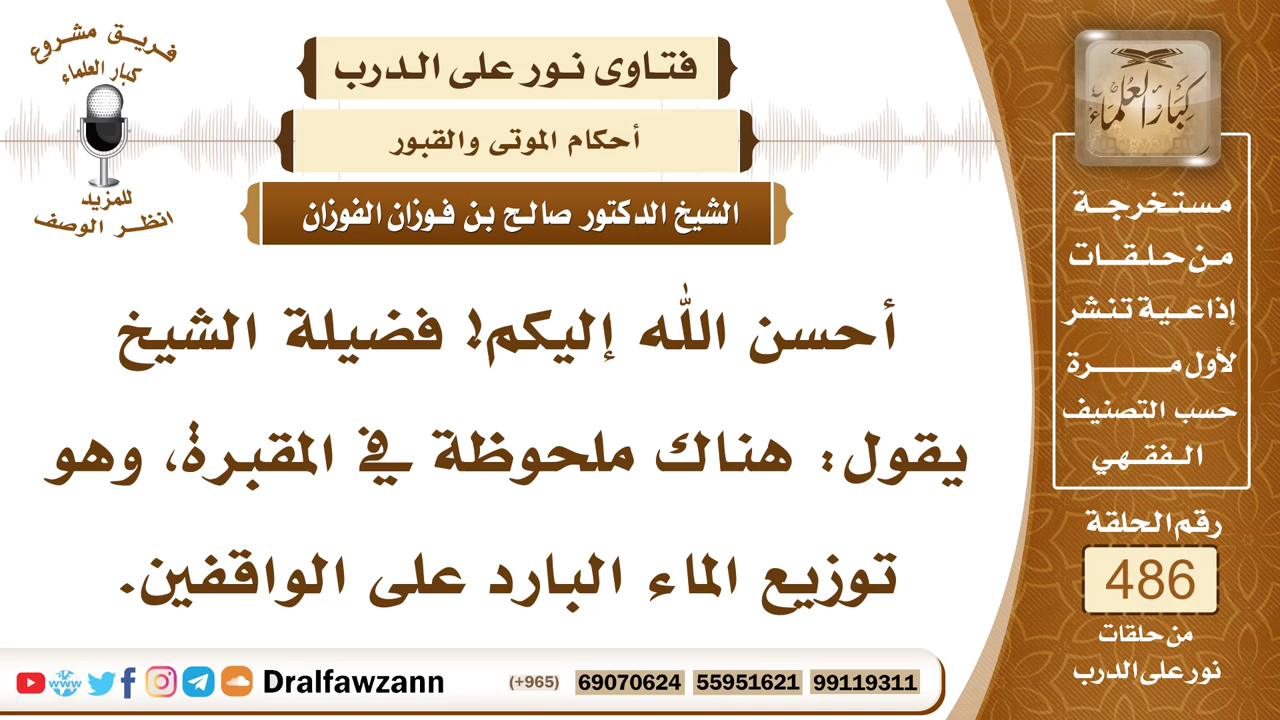 فريق مشروع
كبار العلماء
للمزيد
انظر الوصف
فتاوى نور على الدرب
أحكام الموتى والقبور
الشيخ الدكتور صالح بن فوزان الفوزان
أحسن الله إليكم! فضيلة الشيخ
يقول: هناك ملحوظة في المقبرة، وهو
توزيع الماء البارد على الواقفين.
كبار العلماء
مستخرجة
من حلقات
إذاعية تنشر
لأول مرة
حسب التصنيف
الفقهي
رقم الحلقة
486
من حلقات
نور على الدرب
www
Dralfawzann
(+965) 69070624 55951621 99119311